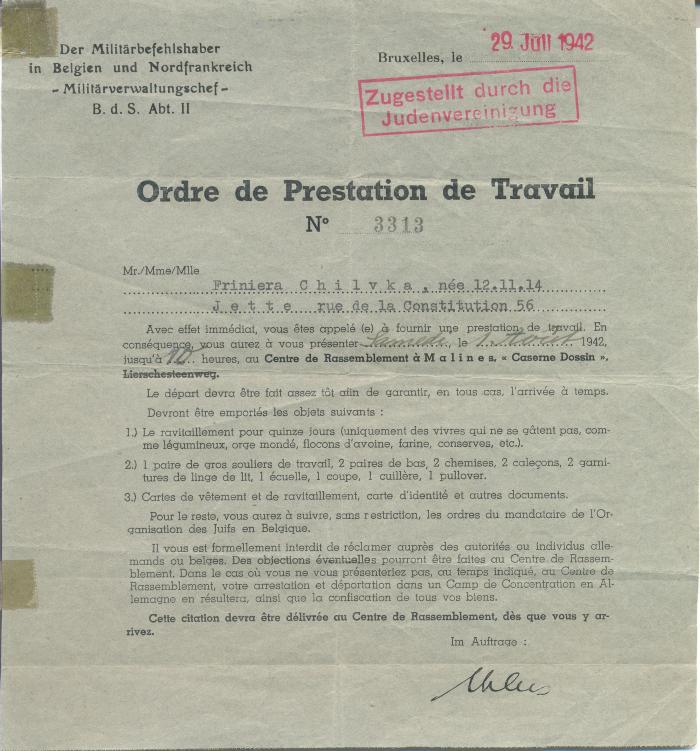 Der Militärbefehlshaber
in Belgien und Nordfrankreich
- Militärverwaltungschef -
B. d. S. Abt. II
Bruxelles, le 29. Juli 1942
Zugestellt durch die
Judenvereinigung
Ordre de Prestation de Travail
N° 3313
Mr./Mme/Mlle
Friniera C h i l v k a , née 12.11.14
J e t t e rue de la Constitution 56
Avec effet immédiat, vous êtes appelé (e) à fournir une prestation de travail. En
conséquence, vous aurez à vous présenter Samedi, le 1. Août 1942,
jusqu'à 10 heures, au Centre de Rassemblement à M a l i n e s, « Caserne Dossin »,
Lierschesteenweg.
Le départ devra être fait assez tôt afin de garantir, en tous cas, l'arrivée à temps.
Devront être emportés les objets suivants :
1.) Le ravitaillement pour quinze jours (uniquement des vivres qui ne se gâtent pas, com-
me légumineux, orge mondé, flocons d'avoine, farine, conserves, etc.).
2.) 1 paire de gros souliers de travail, 2 paires de bas, 2 chemises, 2 caleçons, 2 garni-
tures de linge de lit, 1 écuelle, 1 coupe, 1 cuillère, 1 pullover.
3.) Cartes de vêtement et de ravitaillement, carte d'identité et autres documents.
Pour le reste, vous aurez à suivre, sans restriction, les ordres du mandataire de l'Or-
ganisation des Juifs en Belgique.
Il vous est formellement interdit de réclamer auprès des autorités ou individus alle-
mands ou belges. Des objections éventuelles pourront être faites au Centre de Rassem-
blement. Dans le cas où vous ne vous présenteriez pas, au temps indiqué, au Centre de
Rassemblement, votre arrestation et déportation dans un Camp de Concentration en Al-
lemagne en résultera, ainsi que la confiscation de tous vos biens.
Cette citation devra être délivrée au Centre de Rassemblement, dès que vous y ar-
rivez.
Im Auftrage :